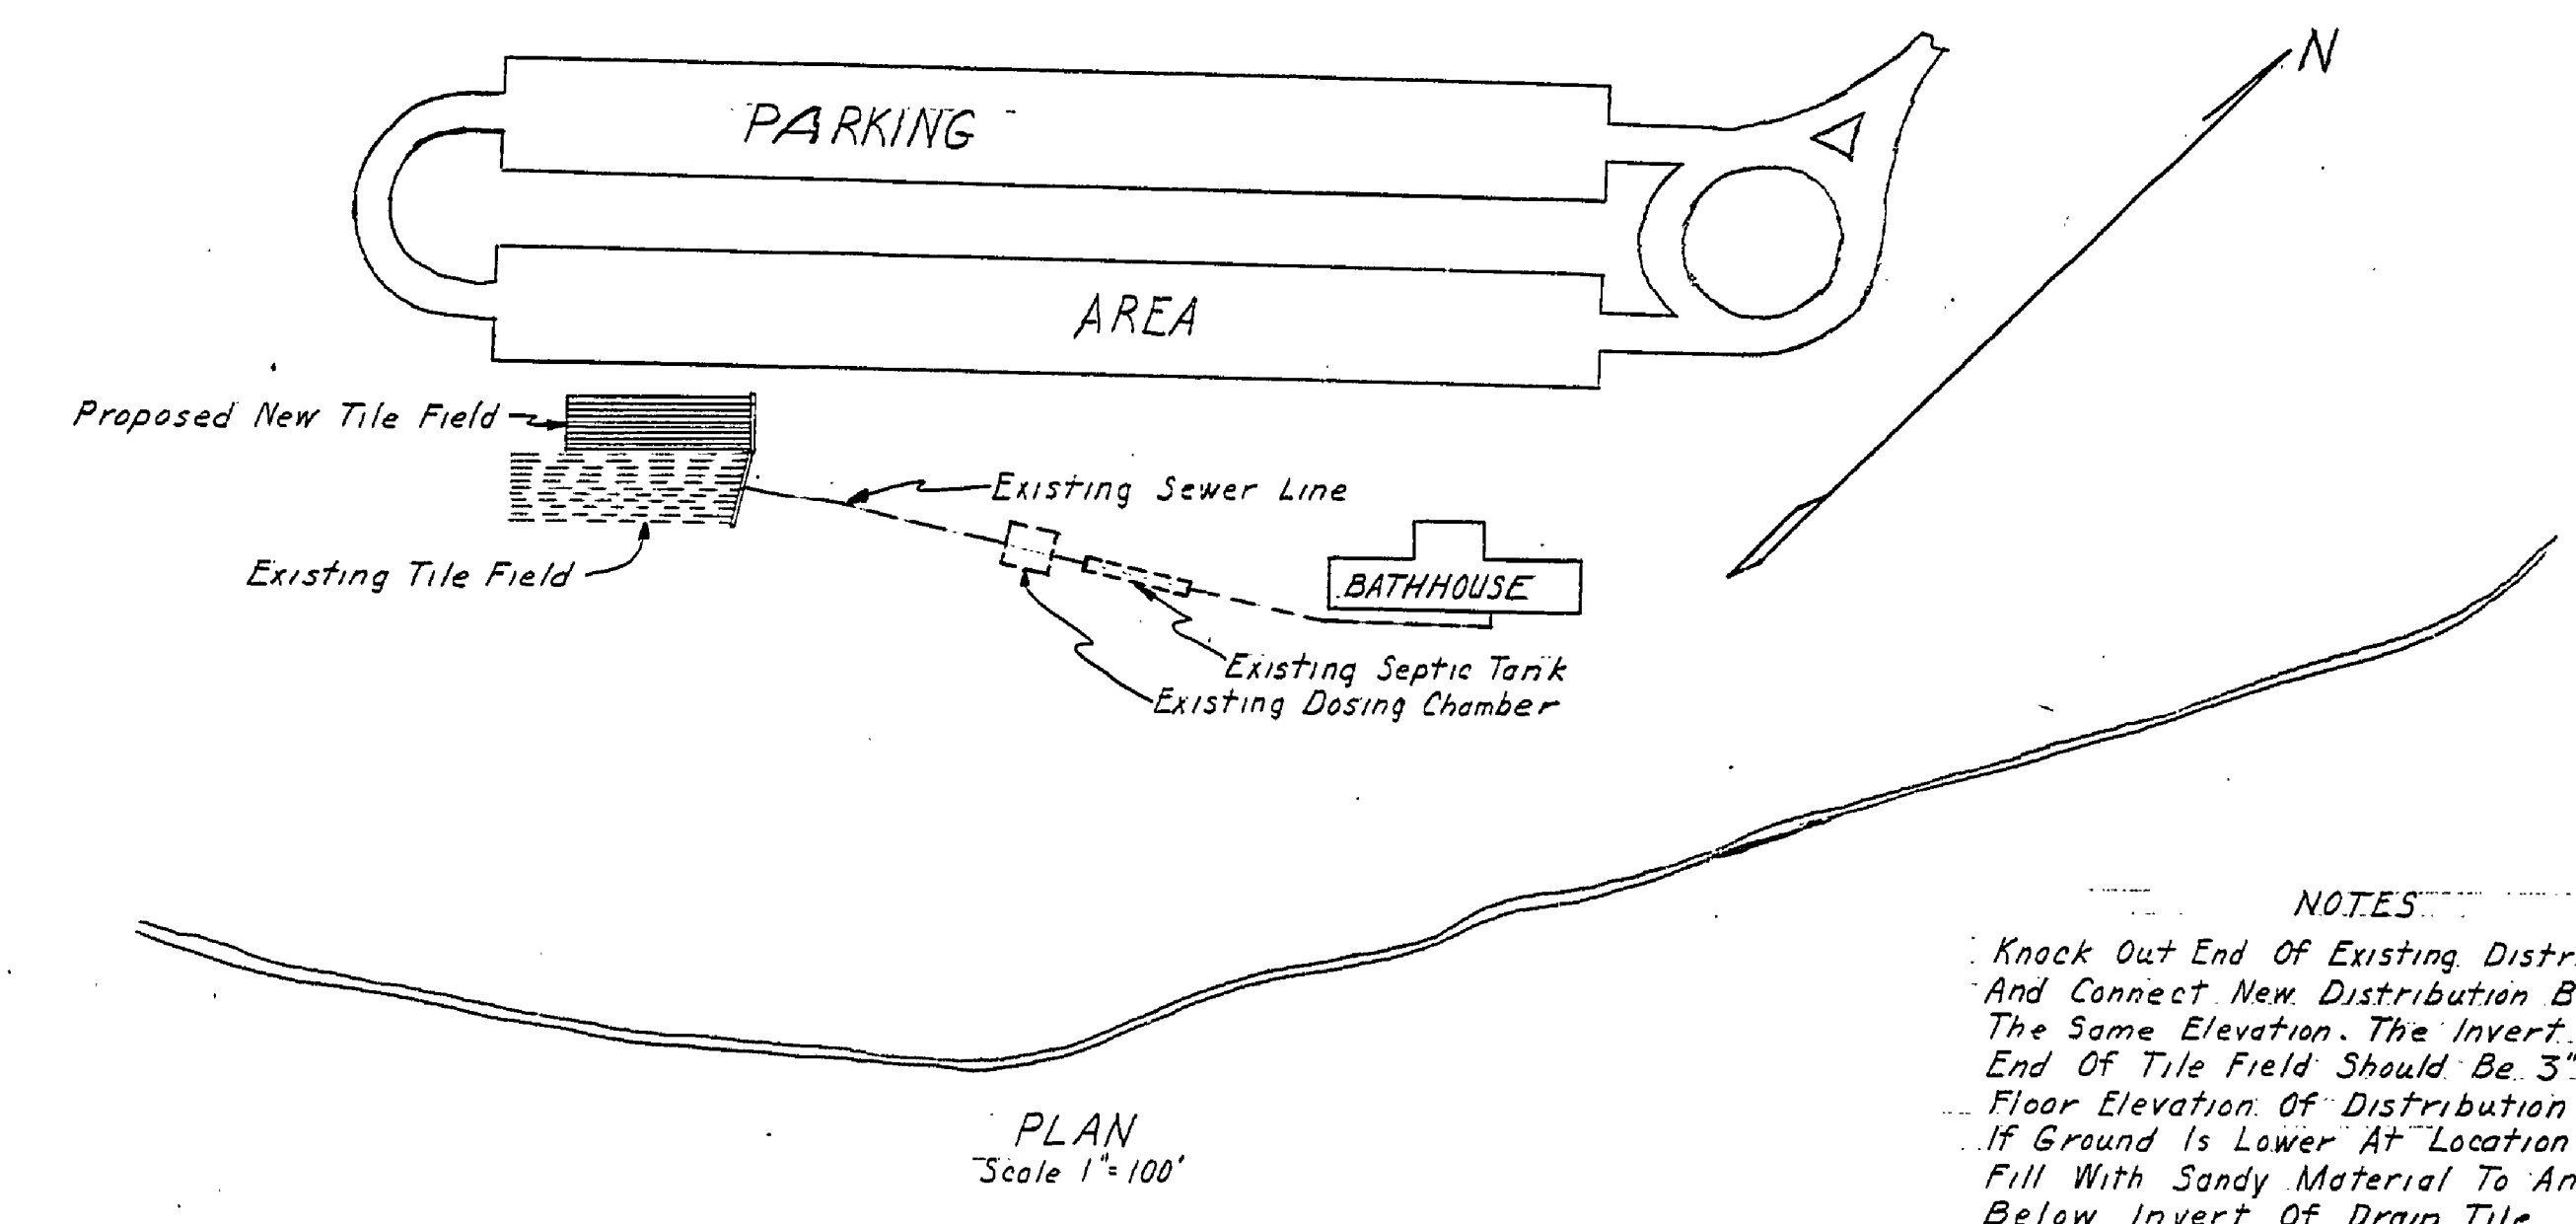 N
PARKING
AREA
Proposed New Tile Field
Existing Sewer Line
Existing Tile Field
BATHHOUSE
Existing Septic Tank
Existing Dosing Chamber
PLAN
Scale 1"=100'
NOTES
Knock Out End Of Existing Distr
And Connect New Distribution B
The Same Elevation. The Invert
End Of Tile Field Should Be 3"
Floor Elevation Of Distribution
If Ground Is Lower At Location
Fill With Sandy Material To An
Below Invert Of Drain Tile